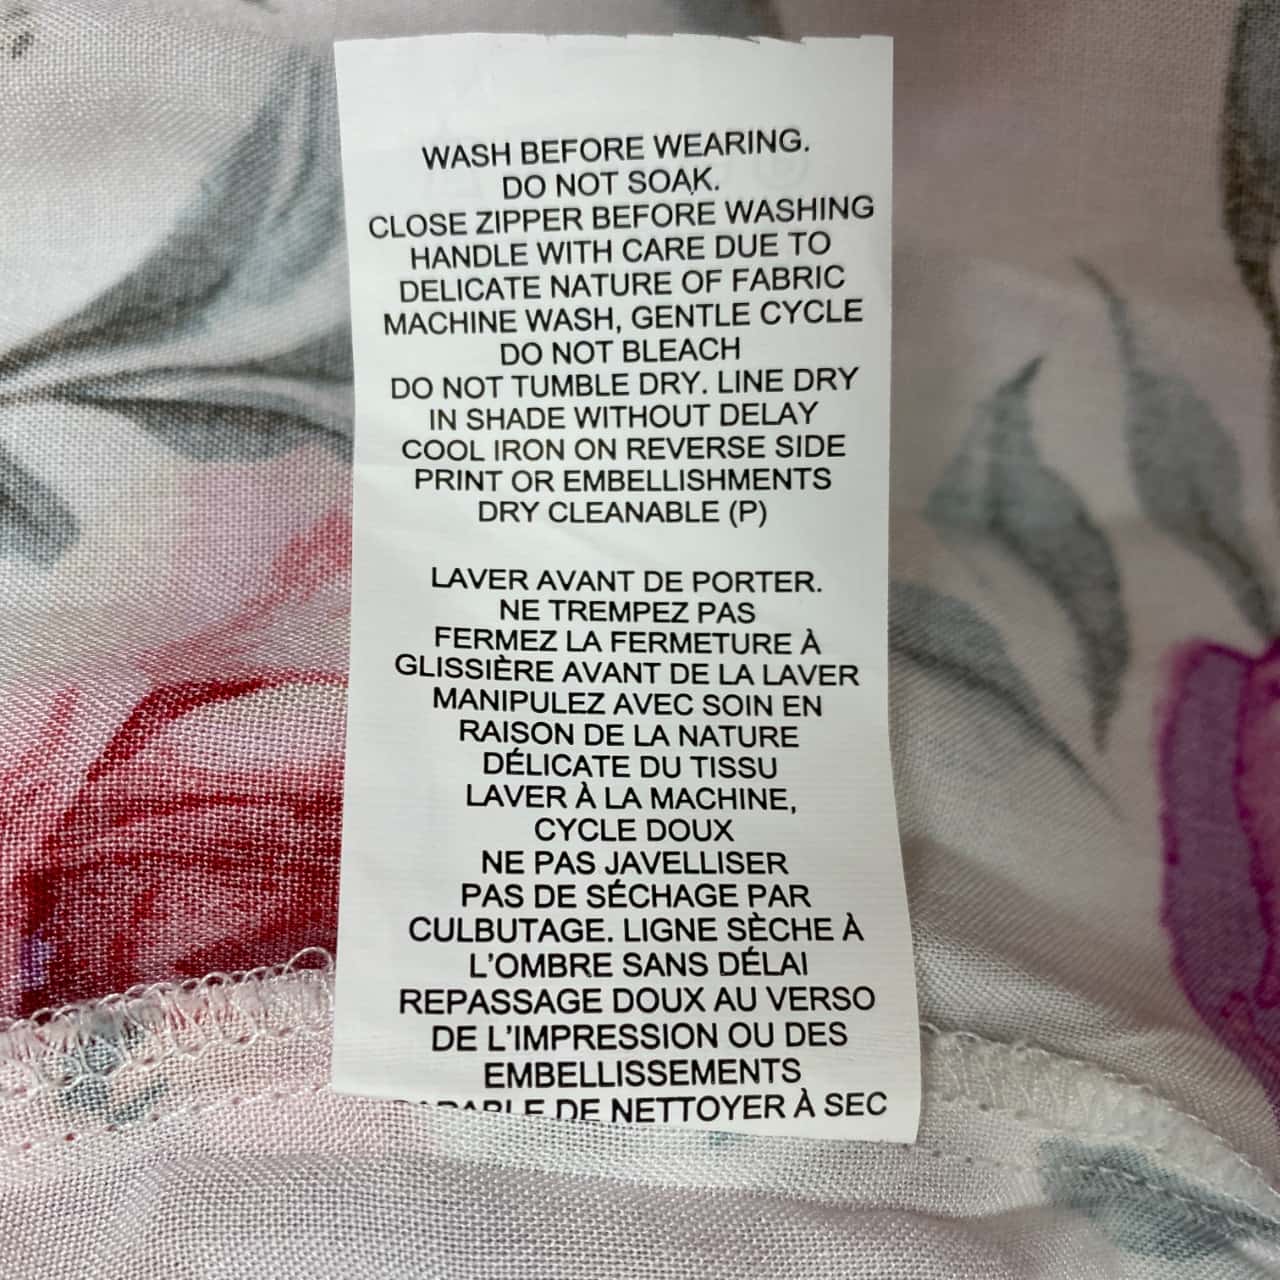 WASH BEFORE WEARING.
DO NOT SOAK.
CLOSE ZIPPER BEFORE WASHING
HANDLE WITH CARE DUE TO
DELICATE NATURE OF FABRIC
MACHINE WASH, GENTLE CYCLE
DO NOT BLEACH
DO NOT TUMBLE DRY. LINE DRY
IN SHADE WITHOUT DELAY
COOL IRON ON REVERSE SIDE
PRINT OR EMBELLISHMENTS
DRY CLEANABLE (P)
LAVER AVANT DE PORTER.
NE TREMPEZ PAS
FERMEZ LA FERMETURE À
GLISSIÈRE AVANT DE LA LAVER
MANIPULEZ AVEC SOIN EN
RAISON DE LA NATURE
DÉLICATE DU TISSU
LAVER À LA MACHINE,
CYCLE DOUX
NE PAS JAVELLISER
PAS DE SÉCHAGE PAR
CULBUTAGE. LIGNE SÈCHE À
L'OMBRE SANS DÉLAI
REPASSAGE DOUX AU VERSO
DE L'IMPRESSION OU DES
EMBELLISSEMENTS
DE NETTOYER À SEC